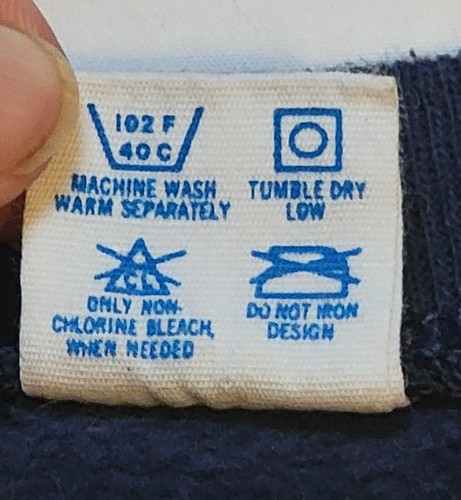 102 F
40 C
MACHINE WASH
WARM SEPARATELY
TUMBLE DRY
LOW
CL
ONLY NON-
CHLORINE BLEACH,
WHEN NEEDED
DO NOT IRON
DESIGN